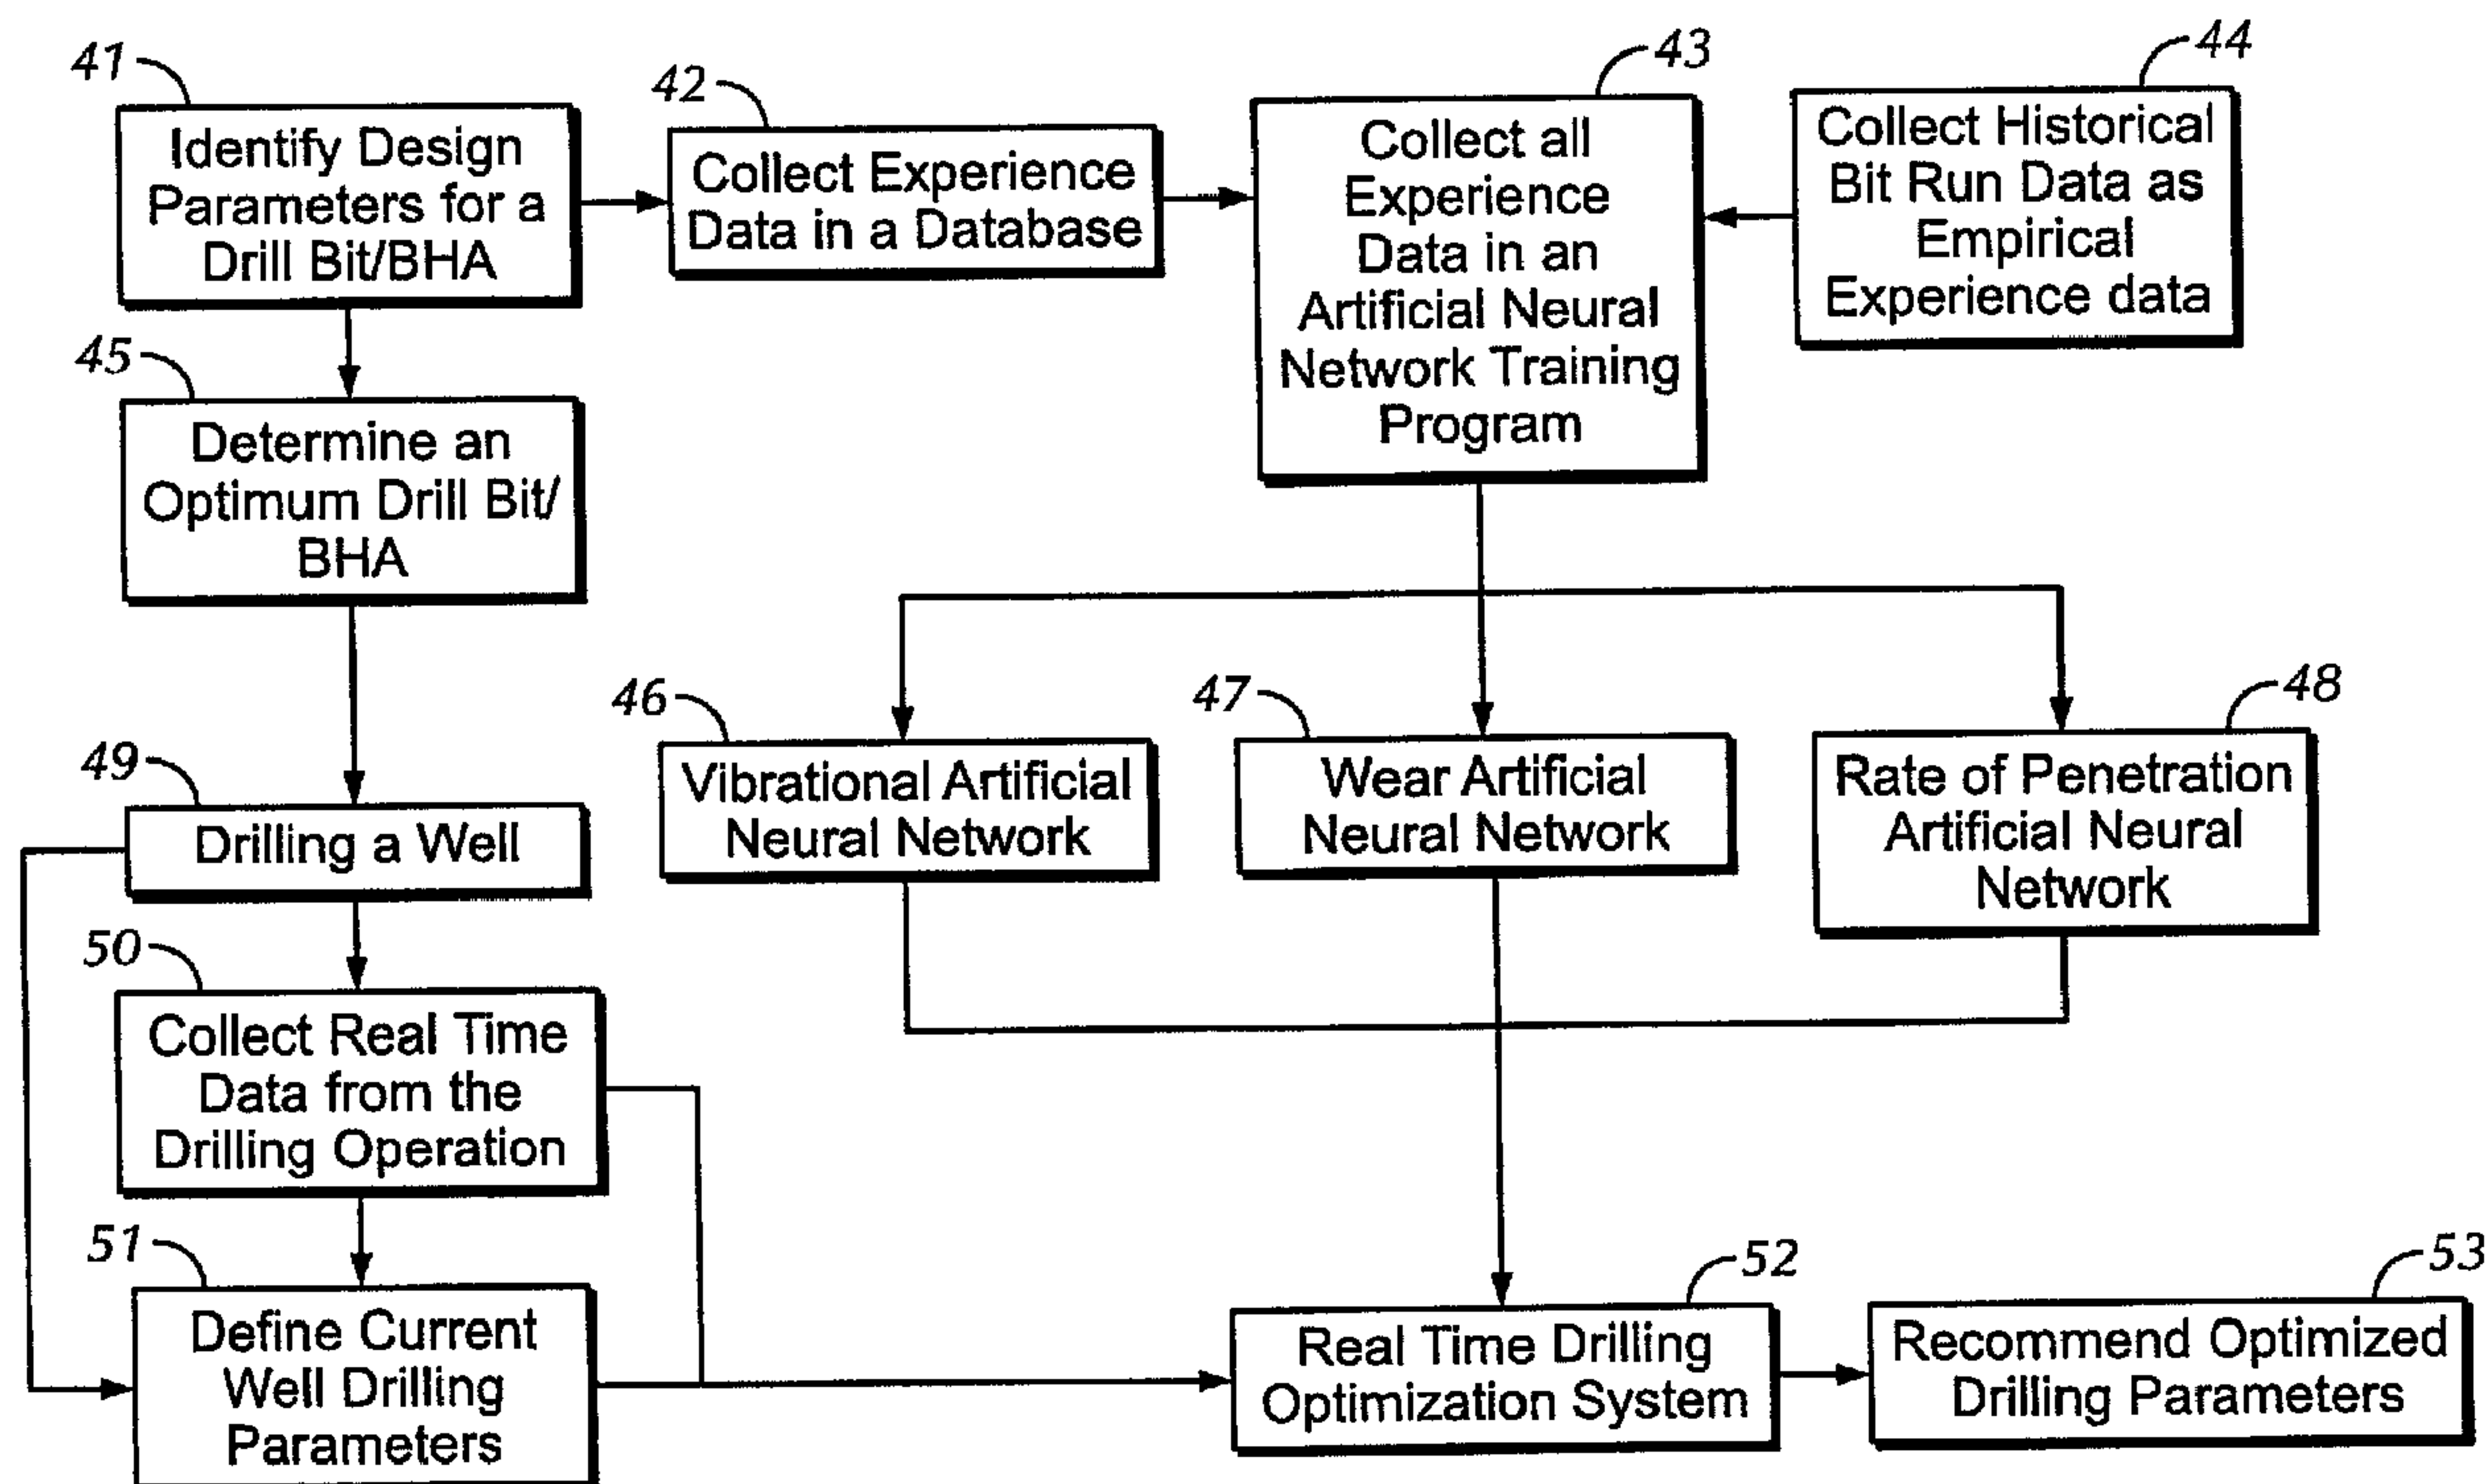 41
Identify Design
Parameters for a
Drill Bit/BHA
42
Collect Experience
Data in a Database
43
Collect all
Experience
Data in an
Artificial Neural
Network Training
Program
44
Collect Historical
Bit Run Data as
Empirical
Experience data
45
Determine an
Optimum Drill Bit/
BHA
46
Vibrational Artificial
Neural Network
47
Wear Artificial
Neural Network
48
Rate of Penetration
Artificial Neural
Network
49
Drilling a Well
50
Collect Real Time
Data from the
Drilling Operation
51
Define Current
Well Drilling
Parameters
52
Real Time Drilling
Optimization System
53
Recommend Optimized
Drilling Parameters